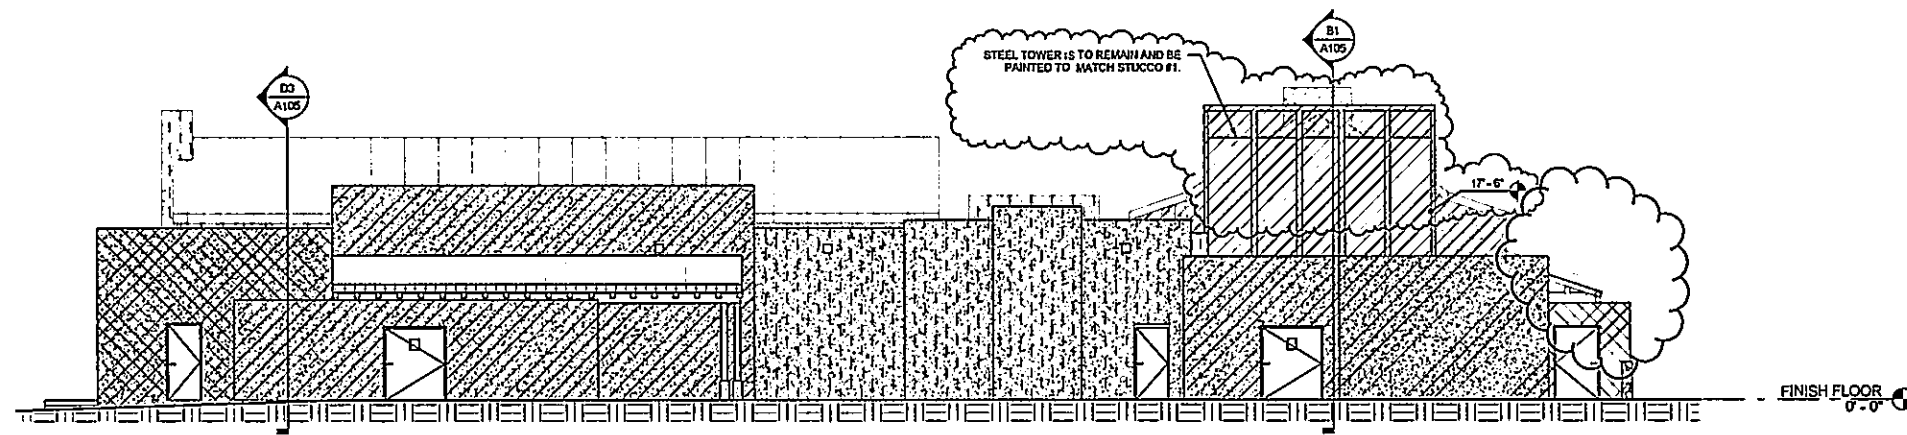 B1
A105
STEEL TOWER IS TO REMAIN AND BE
PAINTED TO MATCH STUCCO #1.
D3
A105
17'-6"
FINISH FLOOR
0'-0"